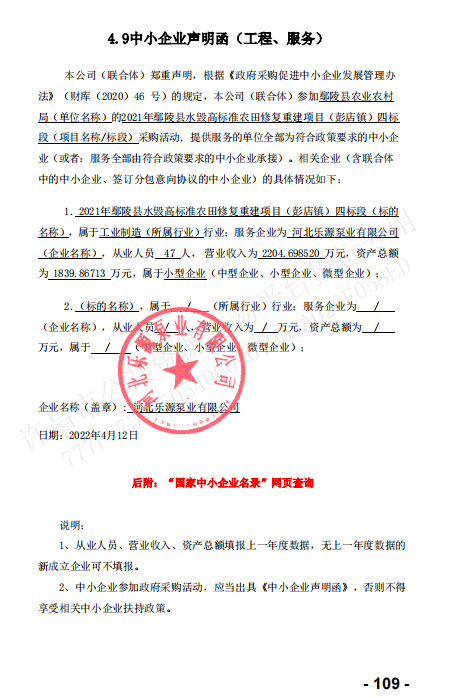 4.9中小企业声明函（工程、服务）
本公司（联合体）郑重声明，根据《政府采购促进中小企业发展管理办
法》（财库（2020）46 号）的规定，本公司（联合体）参加鄢陵县农业农村
局（单位名称）的2021年鄢陵县水毁高标准农田修复重建项目（彭店镇）四标
段（项目名称/标段）采购活动，提供服务的单位全部为符合政策要求的中小企
业（或者：服务全部由符合政策要求的中小企业承接）。相关企业（含联合体
中的中小企业、签订分包意向协议的中小企业）的具体情况如下：
1. 2021年鄢陵县水毁高标准农田修复重建项目（彭店镇）四标段（标的
名称），属于工业制造（所属行业）行业；服务企业为 河北乐源泵业有限公司
（企业名称），从业人员 47 人， 营业收入为 2204.698520 万元，资产总额
为 1839.86713 万元，属于小型企业（中型企业、小型企业、微型企业）；
2.（标的名称），属于 / （所属行业）行业；服务企业为 /
（企业名称），从业人员 / 人，营业收入为 / 万元，资产总额为 /
万元，属于 / （中型企业、小型企业、微型企业）；
河北乐源泵业有限公司
企业名称（盖章）：河北乐源泵业有限公司
日期：2022年4月12日
后附：“国家中小企业名录”网页查询
说明：
1、从业人员、营业收入、资产总额填报上一年度数据，无上一年度数据的
新成立企业可不填报。
2、中小企业参加政府采购活动，应当出具《中小企业声明函》，否则不得
享受相关中小企业扶持政策。
- 109 -